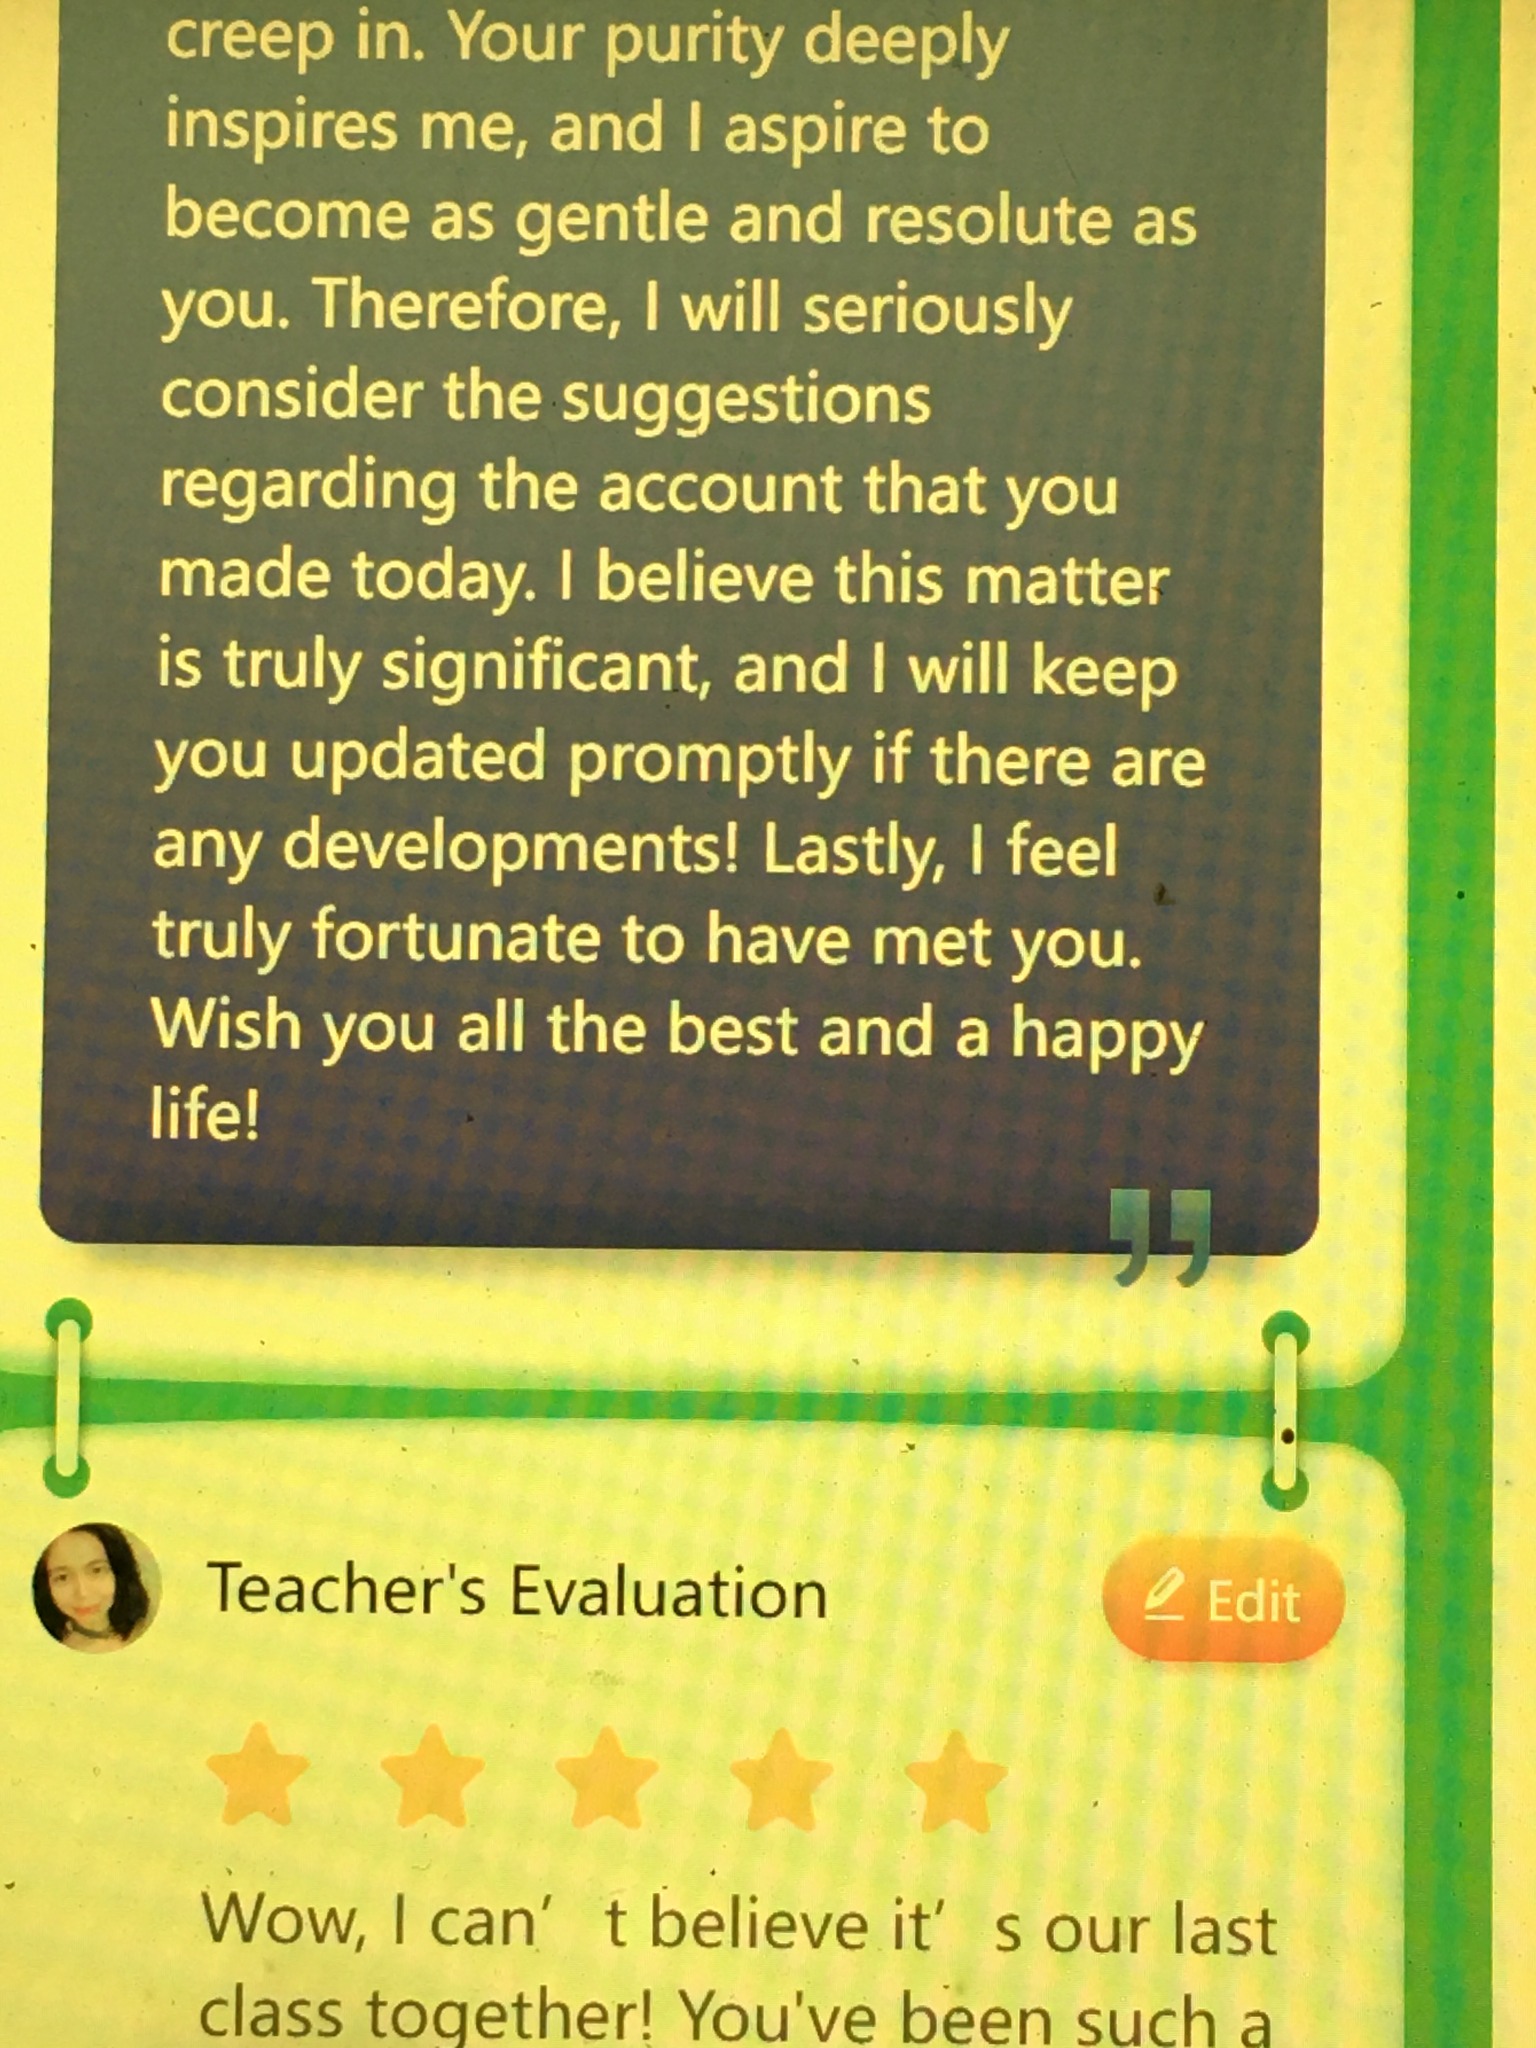 creep in. Your purity deeply
inspires me, and I aspire to
become as gentle and resolute as
you. Therefore, I will seriously
consider the suggestions
regarding the account that you
made today. I believe this matter
is truly significant, and I will keep
you updated promptly if there are
any developments! Lastly, I feel
truly fortunate to have met you.
Wish you all the best and a happy
life!
”
Teacher's Evaluation
Edit
Wow, I can’ t believe it’ s our last
class together! You've been such a